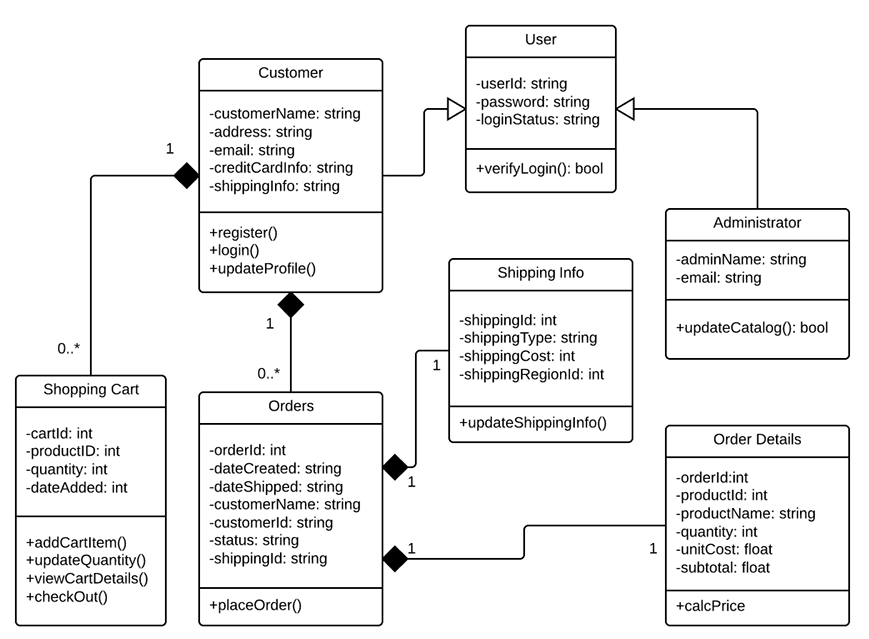 User
-userId: string
-password: string
-loginStatus: string
+verifyLogin(): bool
Customer
-customerName: string
-address: string
-email: string
-creditCardInfo: string
-shippingInfo: string
+register()
+login()
+updateProfile()
1
1
0..*
0..*
Administrator
-adminName: string
-email: string
+updateCatalog(): bool
Shipping Info
-shippingId: int
-shippingType: string
-shippingCost: int
-shippingRegionId: int
+updateShippingInfo()
1
1
Shopping Cart
-cartId: int
-productID: int
-quantity: int
-dateAdded: int
+addCartItem()
+updateQuantity()
+viewCartDetails()
+checkOut()
Orders
-orderId: int
-dateCreated: string
-dateShipped: string
-customerName: string
-customerId: string
-status: string
-shippingId: string
+placeOrder()
1
1
Order Details
-orderId:int
-productId: int
-productName: string
-quantity: int
-unitCost: float
-subtotal: float
+calcPrice